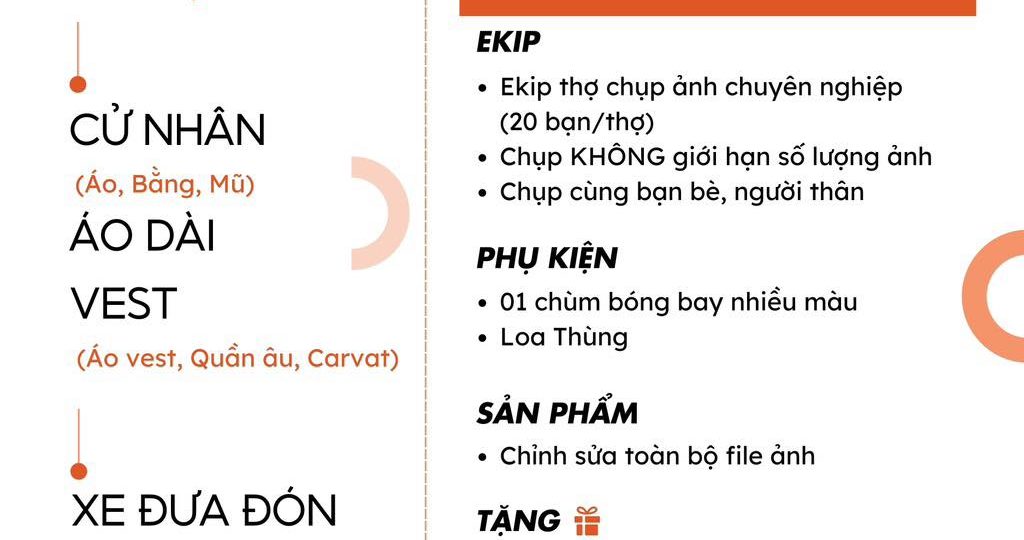 CỬ NHÂN
(Áo, Bằng, Mũ)
ÁO DÀI
VEST
(Áo vest, Quần âu, Carvat)
XE ĐƯA ĐÓN
EKIP
• Ekip thợ chụp ảnh chuyên nghiệp
(20 bạn/thợ)
• Chụp KHÔNG giới hạn số lượng ảnh
• Chụp cùng bạn bè, người thân
PHỤ KIỆN
• 01 chùm bóng bay nhiều màu
• Loa Thùng
SẢN PHẨM
• Chỉnh sửa toàn bộ file ảnh
TẶNG